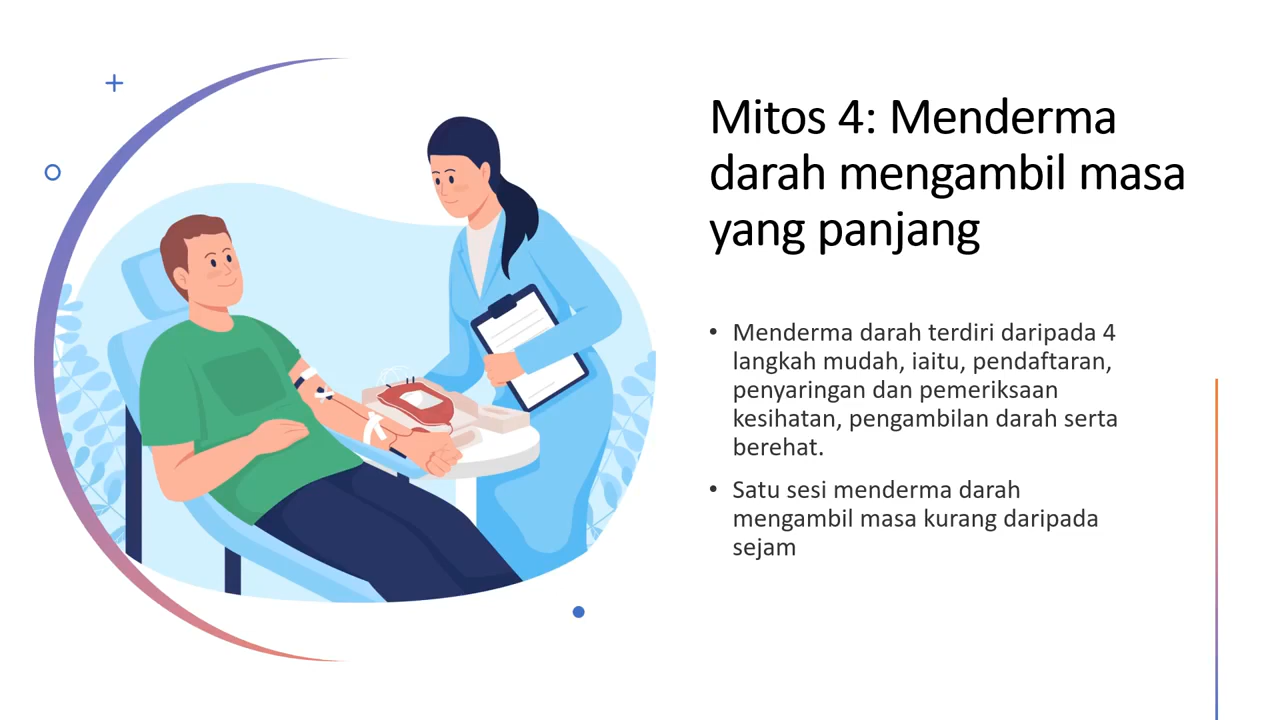 Mitos 4: Menderma
darah mengambil masa
yang panjang
• Menderma darah terdiri daripada 4
langkah mudah, iaitu, pendaftaran,
penyaringan dan pemeriksaan
kesihatan, pengambilan darah serta
berehat.
• Satu sesi menderma darah
mengambil masa kurang daripada
sejam